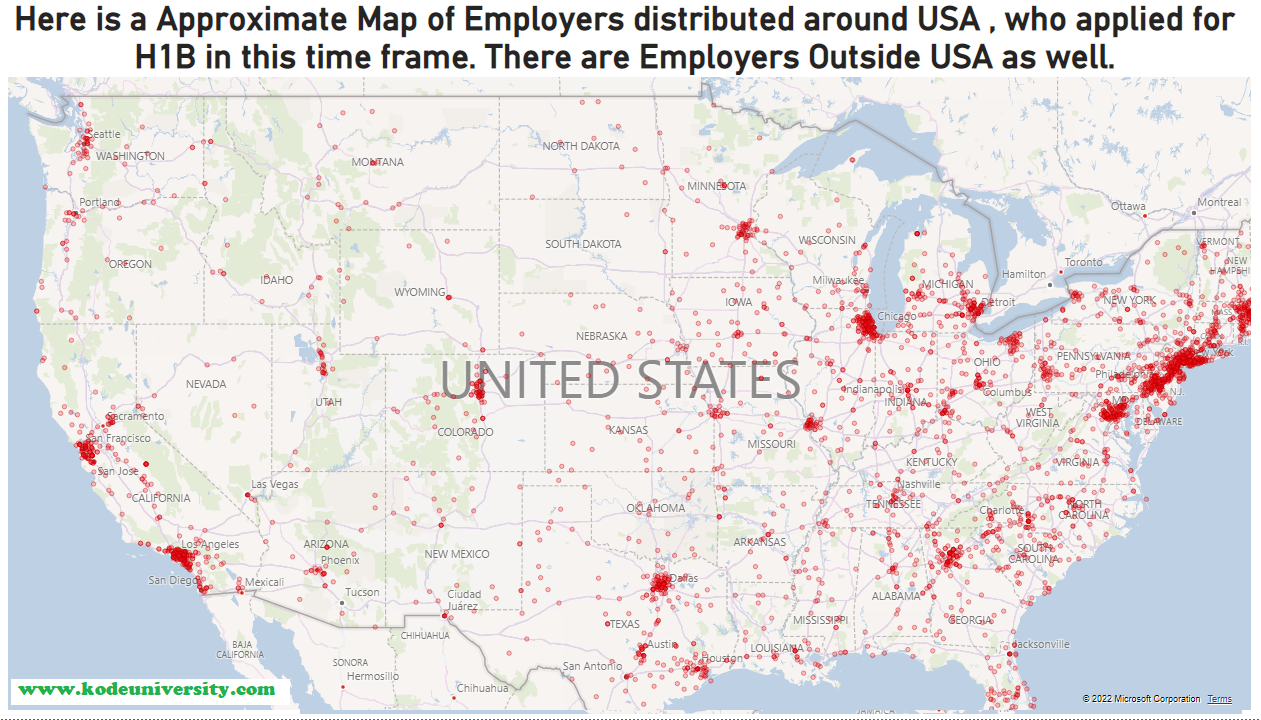 Here is a Approximate Map of Employers distributed around USA , who applied for
H1B in this time frame. There are Employers Outside USA as well.
Seattle
WASHINGTON
MONTANA
NORTH DAKOTA
MINNESOTA
Ottawa
Montreal
Portland
OREGON
IDAHO
SOUTH DAKOTA
WISCONSIN
VERMONT
Toronto
NEW
HAMPSHI
Hamilton
WYOMING
Milwaukee
MICHIGAN
IOWA
Detroit
NEW YORK
MASS
Chicago
NEBRASKA
OHIO
PENNSYLVANIA
UNITED STATES
NEVADA
UTAH
Indianapolis
INDIANA
Columbus
Philadelph
N.J.
MD
Sacramento
San Francisco
COLORADO
KANSAS
MISSOURI
WEST
VIRGINIA
DELAWARE
San Jose
CALIFORNIA
Las Vegas
KENTUCKY
VIRGINIA
Nashville
TENNESSEE
OKLAHOMA
Charlotte
NORTH
CAROLINA
Los Angeles
ARIZONA
Phoenix
NEW MEXICO
ARKANSAS
SOUTH
CAROLINA
San Diego
Mexicali
Tucson
Dallas
Ciudad
Juárez
ALABAMA
TEXAS
MISSISSIPPI
GEORGIA
BAJA
CALIFORNIA
CHIHUAHUA
Austin
LOUISIANA
Jacksonville
SONORA
Hermosillo
San Antonio
Houston
Chihuahua
www.kodeuniversity.com
© 2022 Microsoft Corporation Terms
JAMAICA